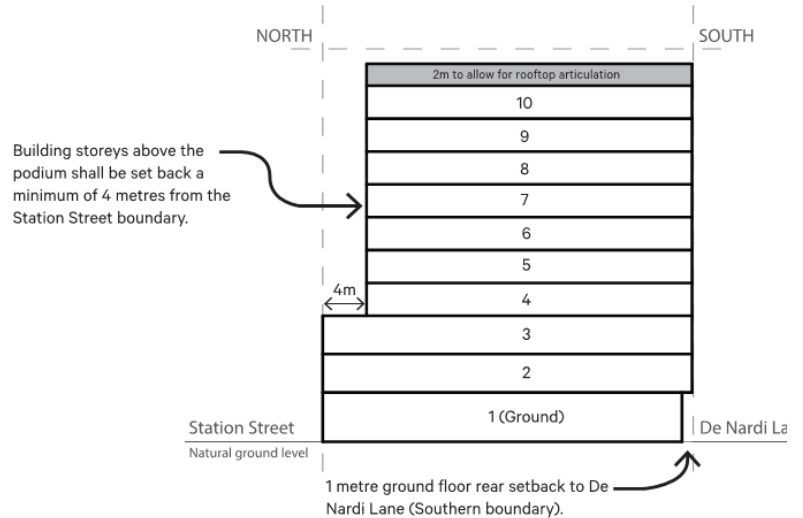 NORTH
SOUTH
2m to allow for rooftop articulation
10
9
Building storeys above the
podium shall be set back a
minimum of 4 metres from the
Station Street boundary.
8
7
6
5
4m
4
3
2
1 (Ground)
Station Street
De Nardi La
Natural ground level
1 metre ground floor rear setback to De
Nardi Lane (Southern boundary).